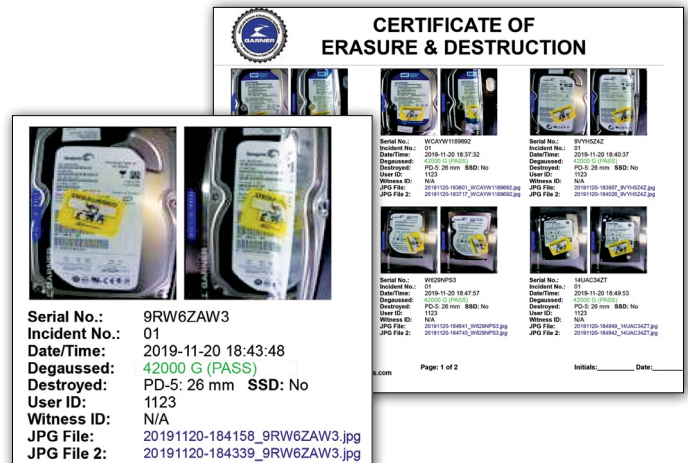 GARNER
CERTIFICATE OF
ERASURE & DESTRUCTION
Serial No.: WCAYW1189692
Incident No.: 01
Date/Time: 2019-11-20 18:37:32
Degaussed: 42000 G (PASS)
Destroyed: PD-5: 26 mm SSD: No
User ID: 1123
Witness ID: N/A
JPG File: 20191120-183601_WCAYW1189692.jpg
JPG File 2: 20191120-183717_WCAYW1189692.jpg
Serial No.: 9VYH5Z4Z
Incident No.: 01
Date/Time: 2019-11-20 18:40:37
Degaussed: 42000 G (PASS)
Destroyed: PD-5: 26 mm SSD: No
User ID: 1123
Witness ID: N/A
JPG File: 20191120-183907_9VYH5Z4Z.jpg
JPG File 2: 20191120-184026_9VYH5Z4Z.jpg
Serial No.: W629NPS3
Incident No.: 01
Date/Time: 2019-11-20 18:47:57
Degaussed: 42000 G (PASS)
Destroyed: PD-5: 26 mm SSD: No
User ID: 1123
Witness ID: N/A
JPG File: 20191120-184641_W629NPS3.jpg
JPG File 2: 20191120-184743_W629NPS3.jpg
Serial No.: 14UAC34ZT
Incident No.: 01
Date/Time: 2019-11-20 18:49:53
Degaussed: 42000 G (PASS)
Destroyed: PD-5: 26 mm SSD: No
User ID: 1123
Witness ID: N/A
JPG File: 20191120-184849_14UAC34ZT.jpg
JPG File 2: 20191120-184942_14UAC34ZT.jpg
s.com Page: 1 of 2 Initials: Date:
Seagate
GARNER
Serial No.: 9RW6ZAW3
Incident No.: 01
Date/Time: 2019-11-20 18:43:48
Degaussed: 42000 G (PASS)
Destroyed: PD-5: 26 mm SSD: No
User ID: 1123
Witness ID: N/A
JPG File: 20191120-184158_9RW6ZAW3.jpg
JPG File 2: 20191120-184339_9RW6ZAW3.jpg